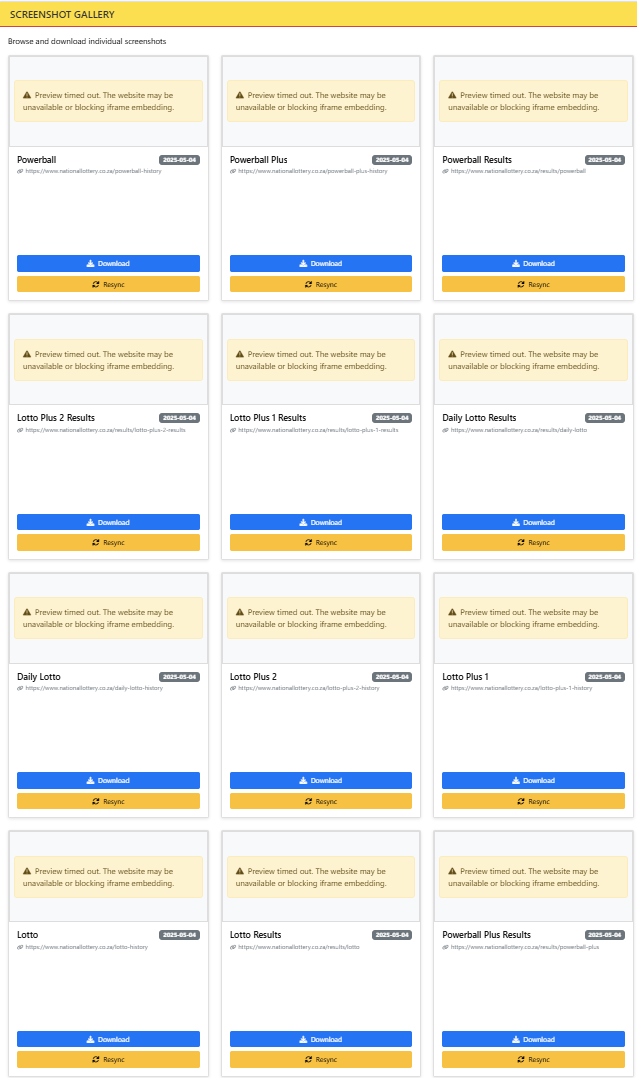 SCREENSHOT GALLERY
Browse and download individual screenshots
Preview timed out. The website may be
unavailable or blocking iframe embedding.
Powerball 2025-05-04
https://www.nationallottery.co.za/powerball-history
Download
Resync
Preview timed out. The website may be
unavailable or blocking iframe embedding.
Powerball Plus 2025-05-04
https://www.nationallottery.co.za/powerball-plus-history
Download
Resync
Preview timed out. The website may be
unavailable or blocking iframe embedding.
Powerball Results 2025-05-04
https://www.nationallottery.co.za/results/powerball
Download
Resync
Preview timed out. The website may be
unavailable or blocking iframe embedding.
Lotto Plus 2 Results 2025-05-04
https://www.nationallottery.co.za/results/lotto-plus-2-results
Download
Resync
Preview timed out. The website may be
unavailable or blocking iframe embedding.
Lotto Plus 1 Results 2025-05-04
https://www.nationallottery.co.za/results/lotto-plus-1-results
Download
Resync
Preview timed out. The website may be
unavailable or blocking iframe embedding.
Daily Lotto Results 2025-05-04
https://www.nationallottery.co.za/results/daily-lotto
Download
Resync
Preview timed out. The website may be
unavailable or blocking iframe embedding.
Daily Lotto 2025-05-04
https://www.nationallottery.co.za/daily-lotto-history
Download
Resync
Preview timed out. The website may be
unavailable or blocking iframe embedding.
Lotto Plus 2 2025-05-04
https://www.nationallottery.co.za/lotto-plus-2-history
Download
Resync
Preview timed out. The website may be
unavailable or blocking iframe embedding.
Lotto Plus 1 2025-05-04
https://www.nationallottery.co.za/lotto-plus-1-history
Download
Resync
Preview timed out. The website may be
unavailable or blocking iframe embedding.
Lotto 2025-05-04
https://www.nationallottery.co.za/lotto-history
Download
Resync
Preview timed out. The website may be
unavailable or blocking iframe embedding.
Lotto Results 2025-05-04
https://www.nationallottery.co.za/results/lotto
Download
Resync
Preview timed out. The website may be
unavailable or blocking iframe embedding.
Powerball Plus Results 2025-05-04
https://www.nationallottery.co.za/results/powerball-plus
Download
Resync